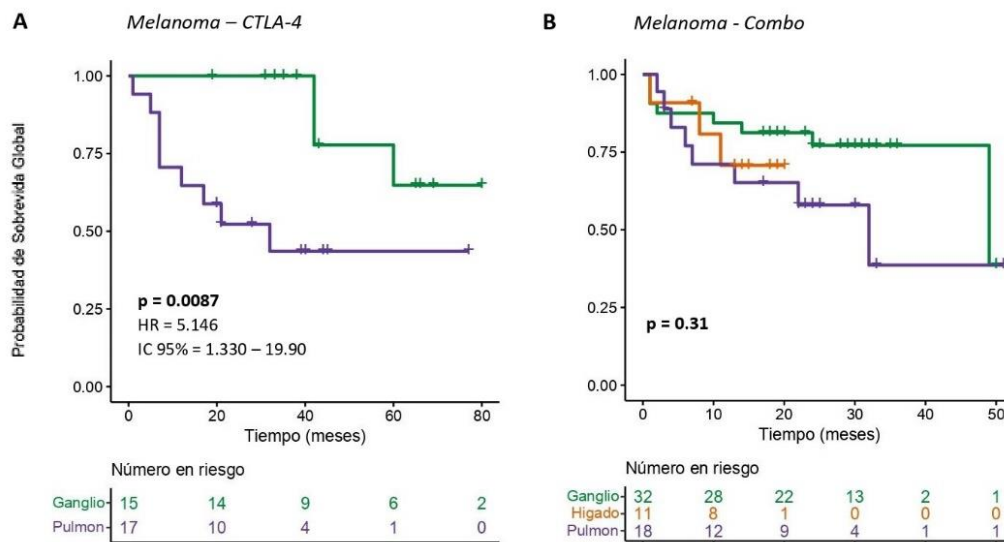 A
Melanoma – CTLA-4
Probabilidad de Sobrevida Global
1.00
0.75
0.50
0.25
0.00
p = 0.0087
HR = 5.146
IC 95% = 1.330 – 19.90
0 20 40 60 80
Tiempo (meses)
Número en riesgo
Ganglio 15 14 9 6 2
Pulmon 17 10 4 1 0
B
Melanoma - Combo
1.00
0.75
0.50
0.25
0.00
p = 0.31
0 10 20 30 40 50
Tiempo (meses)
Número en riesgo
Ganglio 32 28 22 13 2 1
Higado 11 8 1 0 0 0
Pulmon 18 12 9 4 1 1